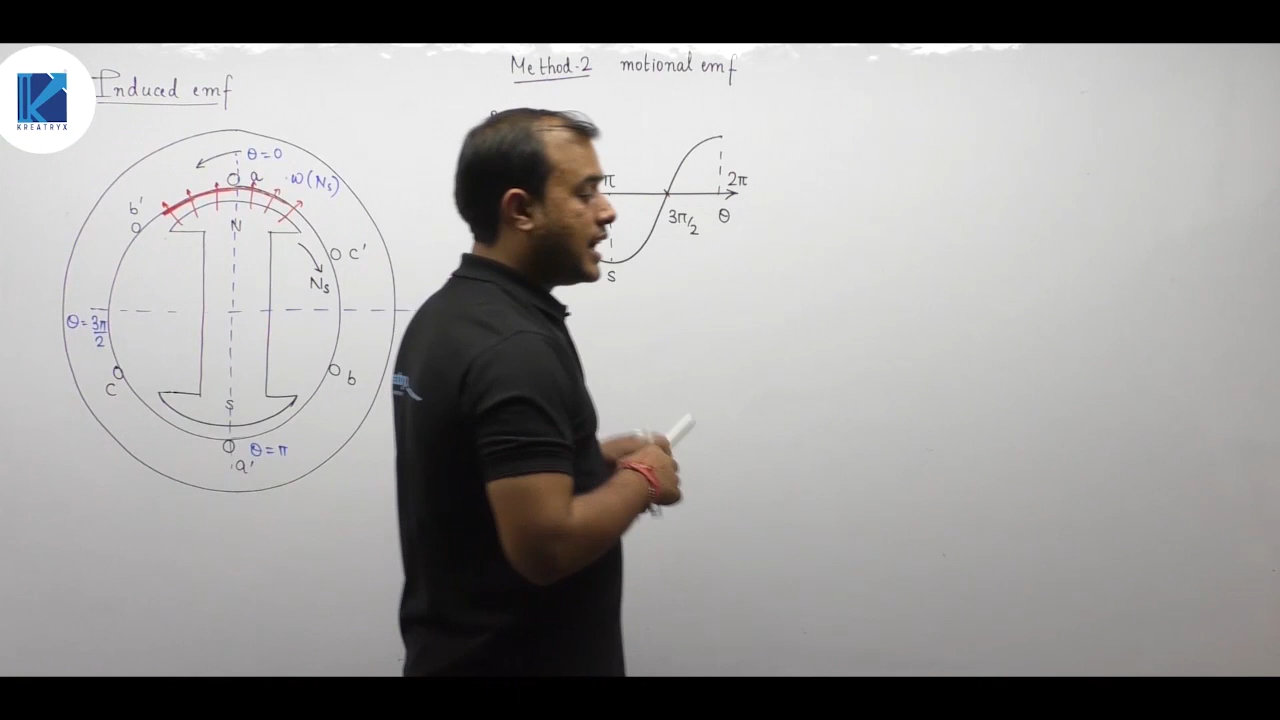 KREATRYX
Induced emf
Method-2 motional emf
θ=0
a
ω(Ns)
b'
N
c'
Ns
θ=3π/2
c
b
S
θ=π
a'
π
2π
3π/2
θ
S